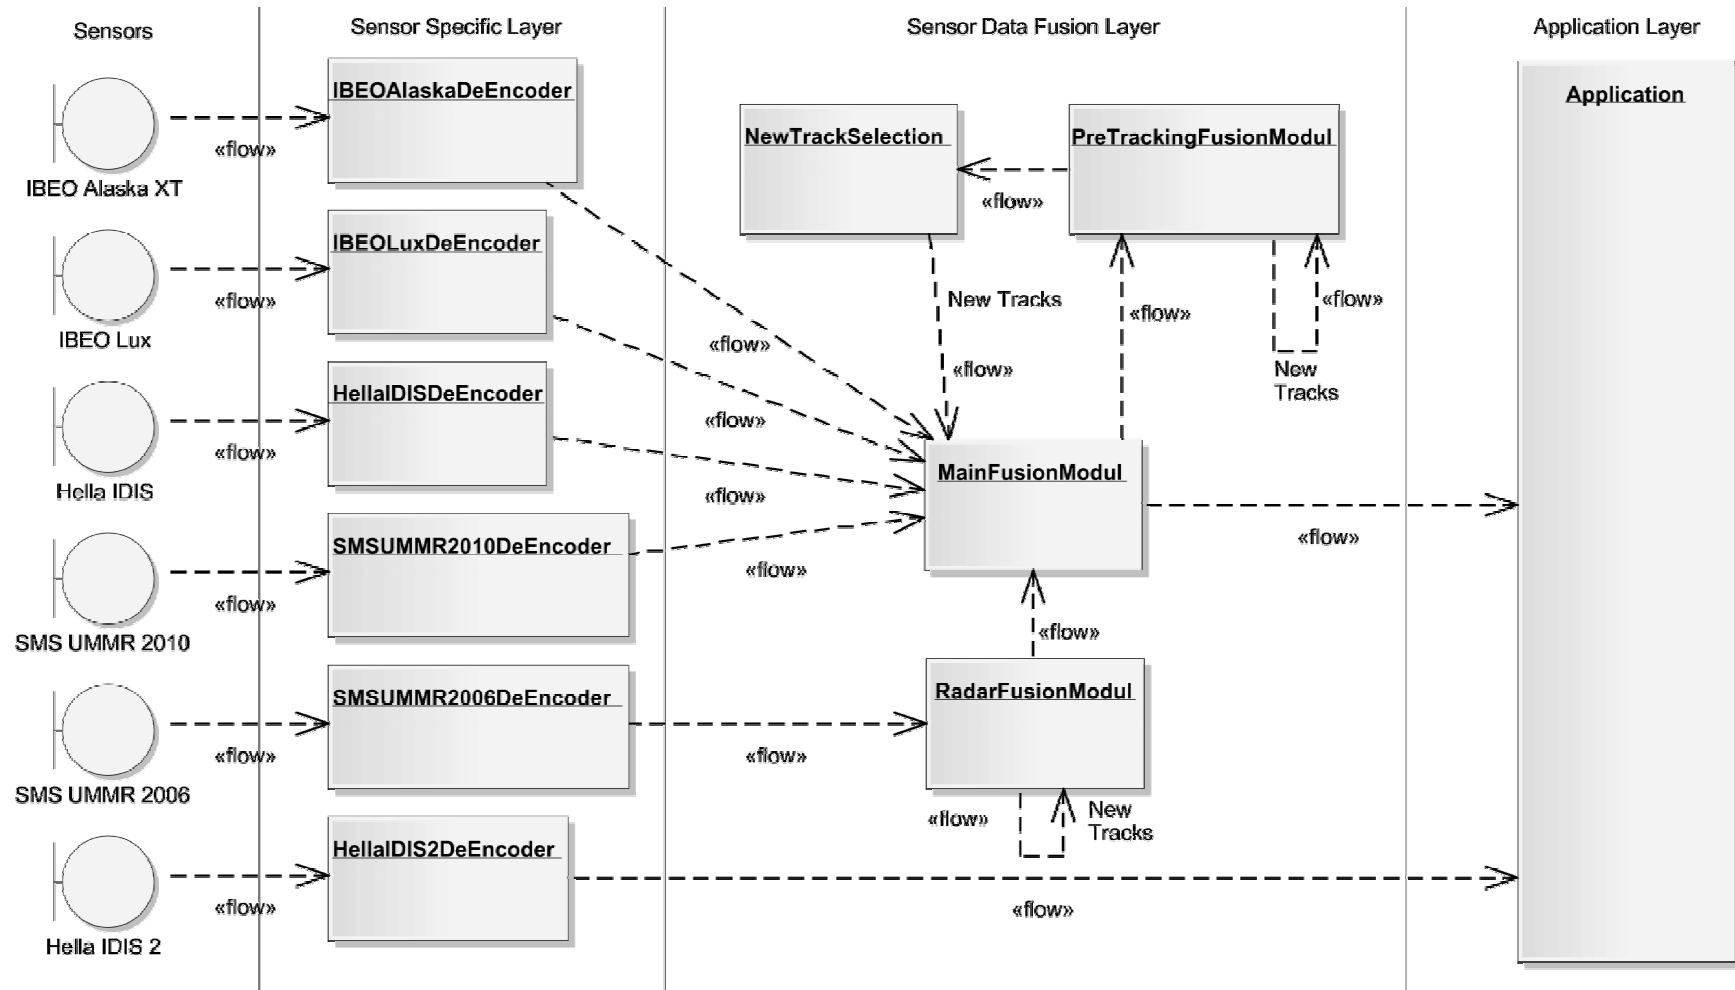 Sensors
Sensor Specific Layer
Sensor Data Fusion Layer
Application Layer
IBEO Alaska XT
«flow»
IBEOAlaskaDeEncoder
IBEO Lux
«flow»
IBEOLuxDeEncoder
Hella IDIS
«flow»
HellaIDISDeEncoder
SMS UMMR 2010
«flow»
SMSUMMR2010DeEncoder
SMS UMMR 2006
«flow»
SMSUMMR2006DeEncoder
Hella IDIS 2
«flow»
HellaIDIS2DeEncoder
«flow»
«flow»
«flow»
«flow»
«flow»
NewTrackSelection
«flow»
PreTrackingFusionModul
New Tracks
«flow»
«flow»
«flow»
New
Tracks
MainFusionModul
«flow»
«flow»
RadarFusionModul
«flow»
New
Tracks
«flow»
Application